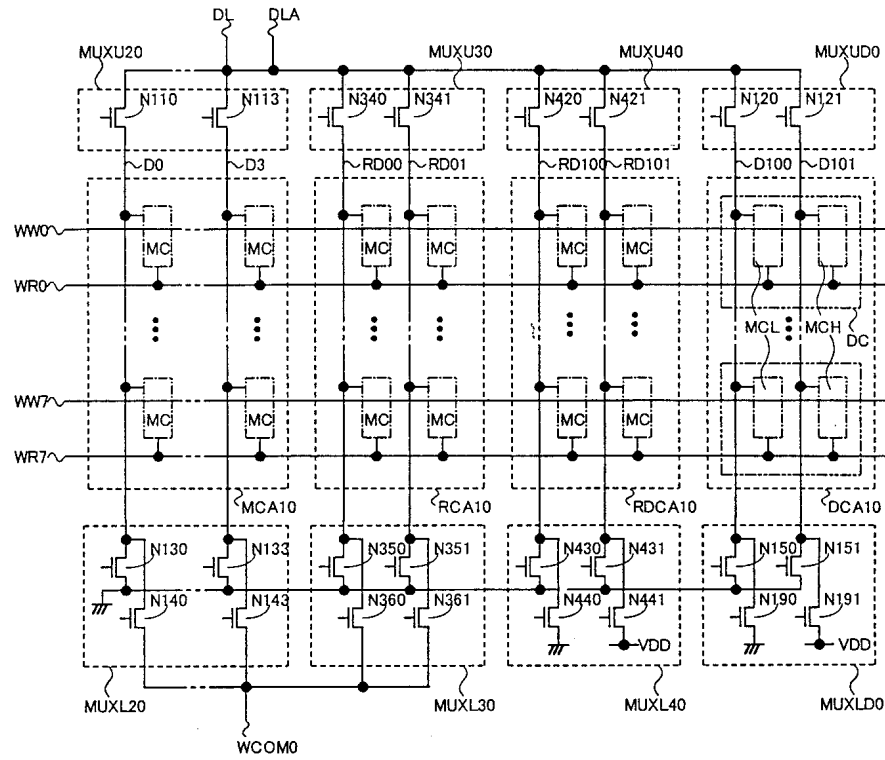 DL DLA
MUXU20 MUXU30 MUXU40 MUXUD0
N110 N113 N340 N341 N420 N421 N120 N121
D0 D3 RD00 RD01 RD100 RD101 D100 D101
WW0
MC MC MC MC MC MC
WR0
MCL MCH DC
WW7
MC MC MC MC MC MC
WR7
MCA10 RCA10 RDCA10 DCA10
N130 N133 N350 N351 N430 N431 N150 N151
N140 N143 N360 N361 N440 N441 N190 N191
VDD VDD
MUXL20 MUXL30 MUXL40 MUXLD0
WCOM0